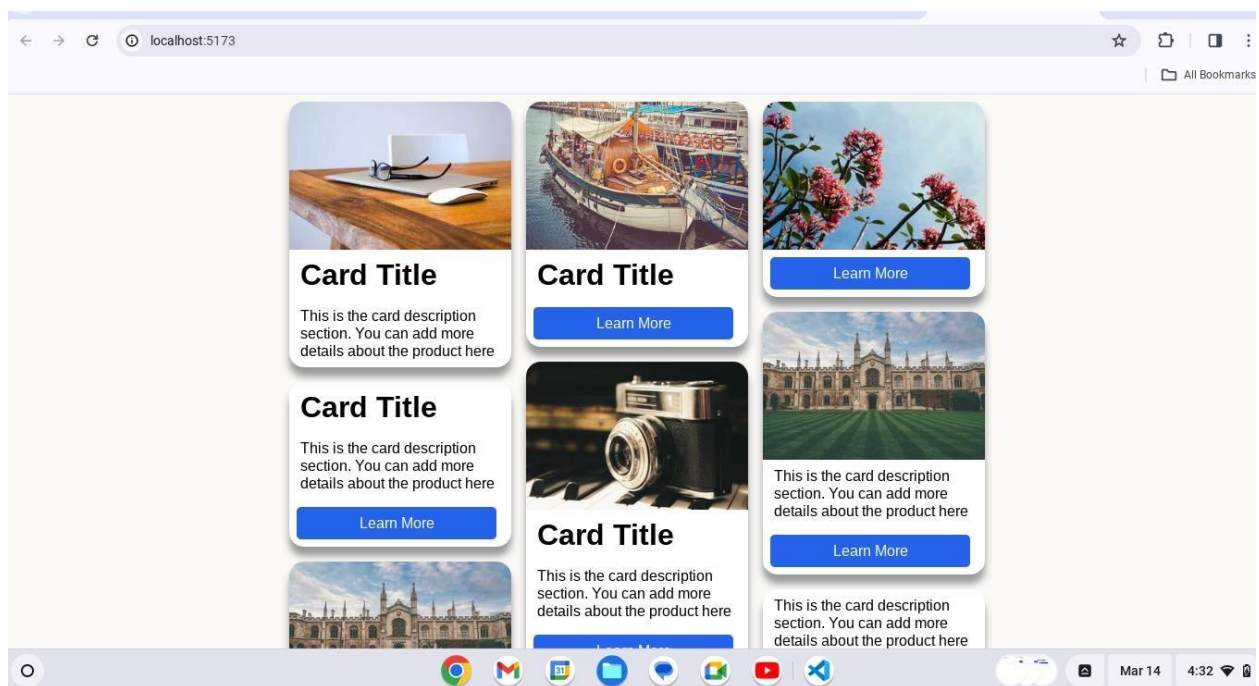 localhost:5173
All Bookmarks
Card Title
This is the card description
section. You can add more
details about the product here
Card Title
This is the card description
section. You can add more
details about the product here
Learn More
Card Title
Learn More
Card Title
This is the card description
section. You can add more
details about the product here
Learn More
Learn More
This is the card description
section. You can add more
details about the product here
Learn More
This is the card description
section. You can add more
details about the product here
31
Mar 14
4:32